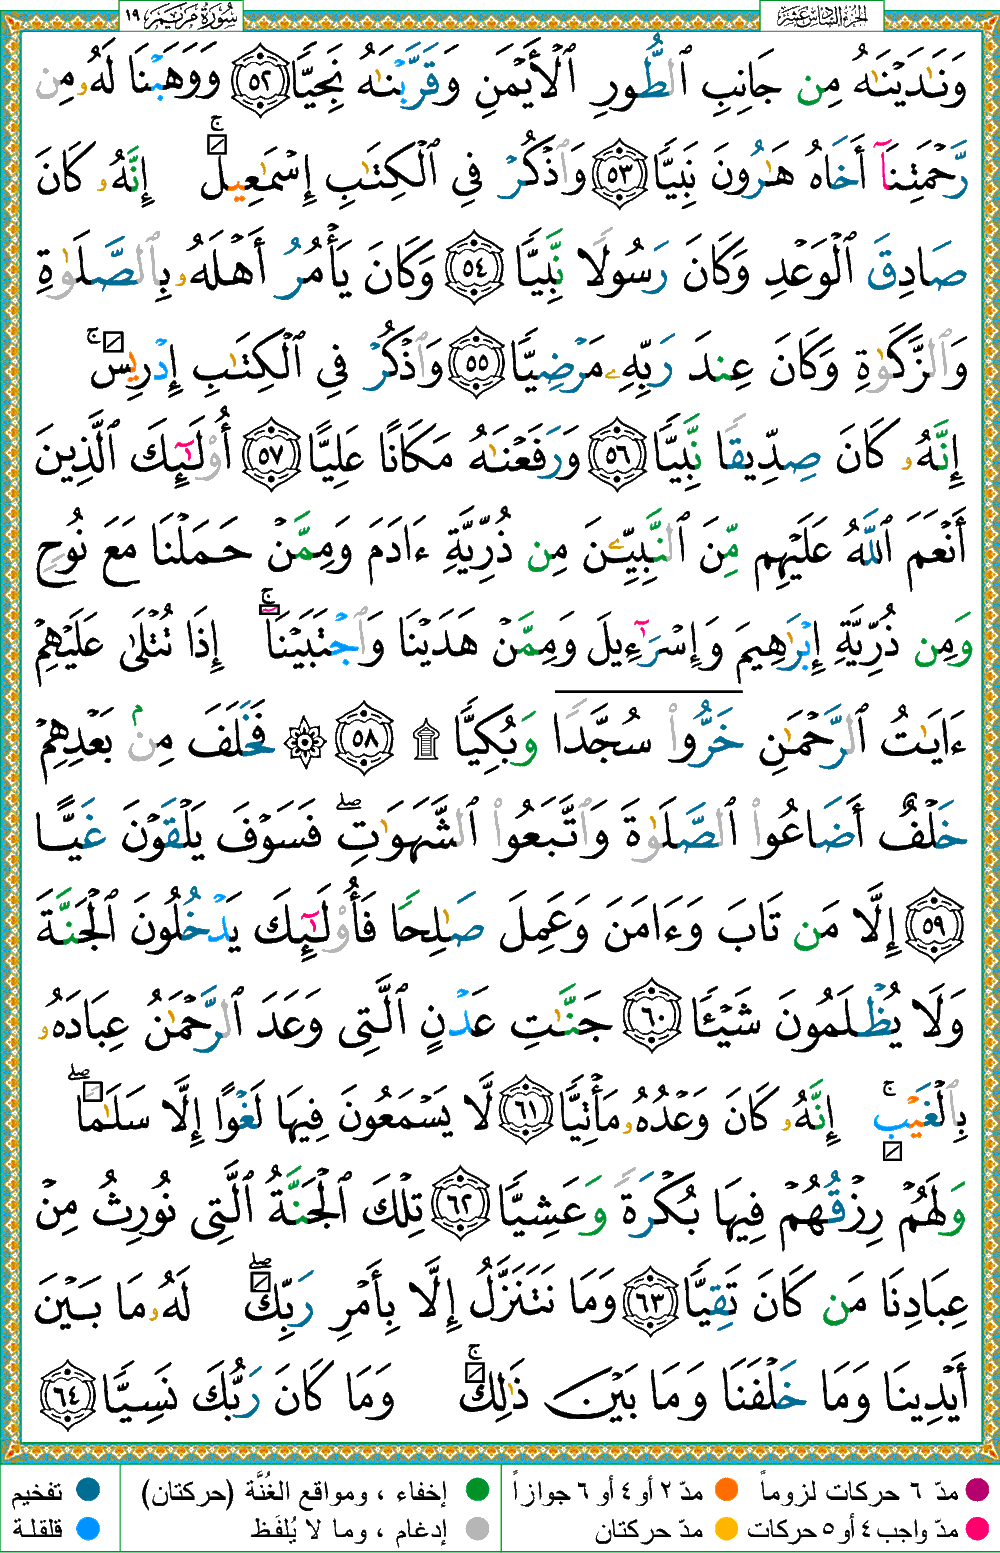 سُورَةُ مَرۡيَمَ ١٩ الجزء السادس عشر
وَنَٰدَيۡنَٰهُ مِن جَانِبِ ٱلطُّورِ ٱلۡأَيۡمَنِ وَقَرَّبۡنَٰهُ نَجِيّٗا ٥٢ وَوَهَبۡنَا لَهُۥ مِن
رَّحۡمَتِنَآ أَخَاهُ هَٰرُونَ نَبِيّٗا ٥٣ وَٱذۡكُرۡ فِي ٱلۡكِتَٰبِ إِسۡمَٰعِيلَۚ إِنَّهُۥ كَانَ
صَادِقَ ٱلۡوَعۡدِ وَكَانَ رَسُولٗا نَّبِيّٗا ٥٤ وَكَانَ يَأۡمُرُ أَهۡلَهُۥ بِٱلصَّلَوٰةِ
وَٱلزَّكَوٰةِ وَكَانَ عِندَ رَبِّهِۦ مَرۡضِيّٗا ٥٥ وَٱذۡكُرۡ فِي ٱلۡكِتَٰبِ إِدۡرِيسَۚ
إِنَّهُۥ كَانَ صِدِّيقٗا نَّبِيّٗا ٥٦ وَرَفَعۡنَٰهُ مَكَانًا عَلِيًّا ٥٧ أُوْلَٰٓئِكَ ٱلَّذِينَ
أَنۡعَمَ ٱللَّهُ عَلَيۡهِم مِّنَ ٱلنَّبِيِّـۧنَ مِن ذُرِّيَّةِ ءَادَمَ وَمِمَّنۡ حَمَلۡنَا مَعَ نُوحٖ
وَمِن ذُرِّيَّةِ إِبۡرَٰهِيمَ وَإِسۡرَٰٓءِيلَ وَمِمَّنۡ هَدَيۡنَا وَٱجۡتَبَيۡنَآۚ إِذَا تُتۡلَىٰ عَلَيۡهِمۡ
ءَايَٰتُ ٱلرَّحۡمَٰنِ خَرُّواْۤ سُجَّدٗا وَبُكِيّٗا ۩ ٥٨ ۞ فَخَلَفَ مِنۢ بَعۡدِهِمۡ
خَلۡفٌ أَضَاعُواْ ٱلصَّلَوٰةَ وَٱتَّبَعُواْ ٱلشَّهَوَٰتِۖ فَسَوۡفَ يَلۡقَوۡنَ غَيًّا
٥٩ إِلَّا مَن تَابَ وَءَامَنَ وَعَمِلَ صَٰلِحٗا فَأُوْلَٰٓئِكَ يَدۡخُلُونَ ٱلۡجَنَّةَ
وَلَا يُظۡلَمُونَ شَيۡـٔٗا ٦٠ جَنَّٰتِ عَدۡنٍ ٱلَّتِي وَعَدَ ٱلرَّحۡمَٰنُ عِبَادَهُۥ
بِٱلۡغَيۡبِۚ إِنَّهُۥ كَانَ وَعۡدُهُۥ مَأۡتِيّٗا ٦١ لَّا يَسۡمَعُونَ فِيهَا لَغۡوًا إِلَّا سَلَٰمٗاۖ
وَلَهُمۡ رِزۡقُهُمۡ فِيهَا بُكۡرَةٗ وَعَشِيّٗا ٦٢ تِلۡكَ ٱلۡجَنَّةُ ٱلَّتِي نُورِثُ مِنۡ
عِبَادِنَا مَن كَانَ تَقِيّٗا ٦٣ وَمَا نَتَنَزَّلُ إِلَّا بِأَمۡرِ رَبِّكَۖ لَهُۥ مَا بَيۡنَ
أَيۡدِينَا وَمَا خَلۡفَنَا وَمَا بَيۡنَ ذَٰلِكَۚ وَمَا كَانَ رَبُّكَ نَسِيّٗا ٦٤
مدّ ٦ حركات لزوماً مدّ ٢ أو ٤ أو ٦ جوازاً إخفاء ، ومواقع الغُنَّة (حركتان) تفخيم
مدّ واجب ٤ أو ٥ حركات مدّ حركتان إدغام ، وما لا يُلفَظ قلقلة